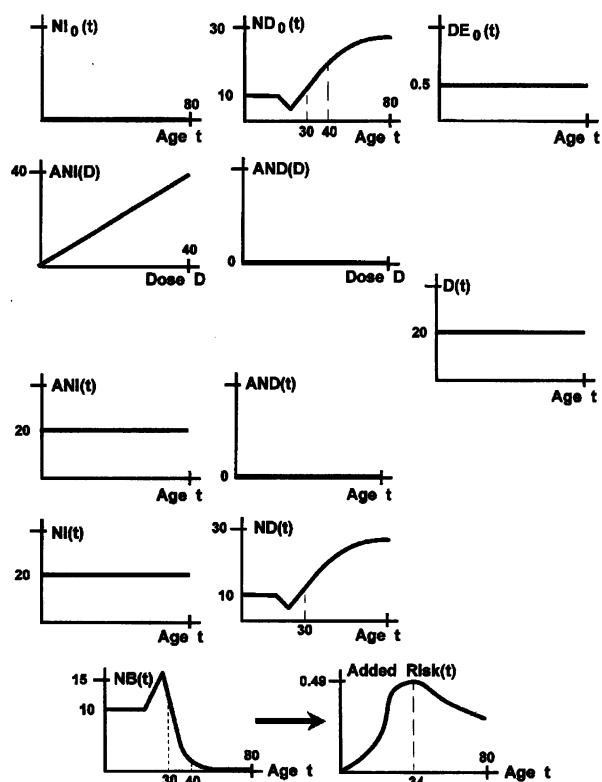 NI₀(t)
80
Age t
30
ND₀(t)
10
30
40
80
Age t
DE₀(t)
0.5
Age t
40
ANI(D)
40
Dose D
AND(D)
0
Dose D
D(t)
20
Age t
ANI(t)
20
Age t
AND(t)
0
Age t
NI(t)
20
Age t
30
ND(t)
10
30
Age t
15
NB(t)
10
30 40
80
Age t
Added Risk(t)
0.49
34
80
Age t